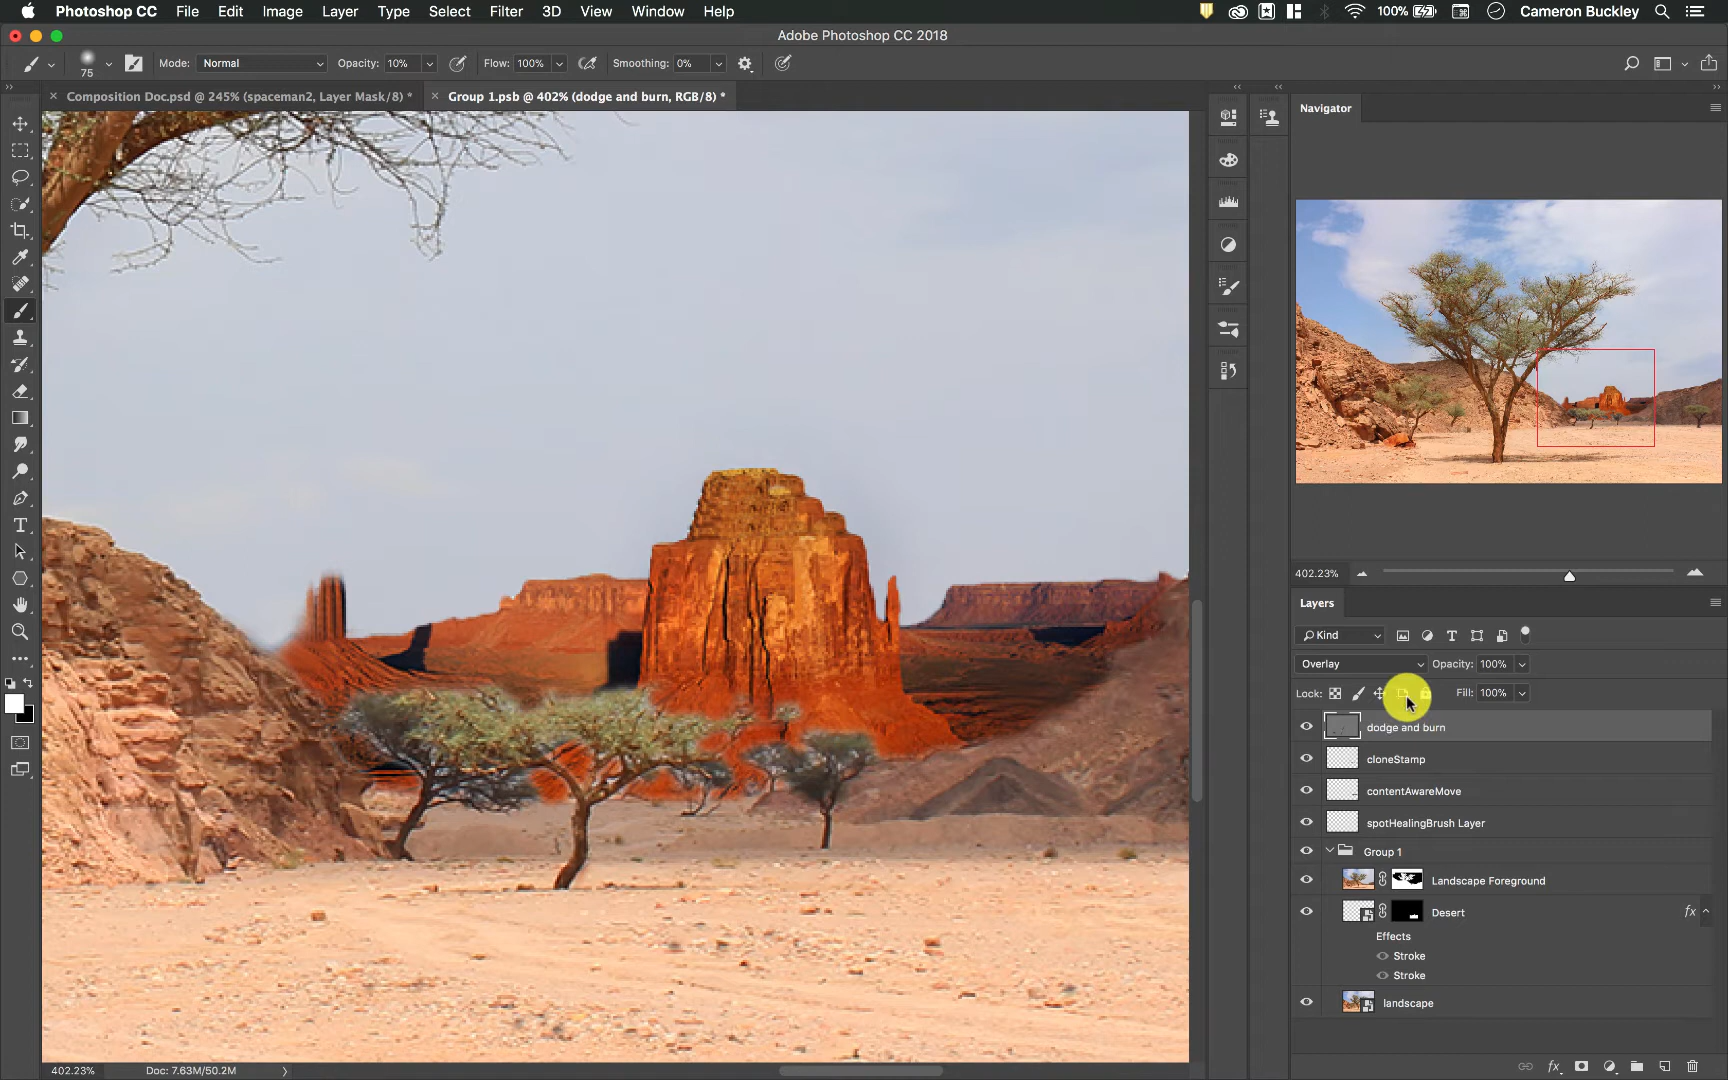 Photoshop CC File Edit Image Layer Type Select Filter 3D View Window Help 100% Cameron Buckley
Adobe Photoshop CC 2018
75 Mode: Normal Opacity: 10% Flow: 100% Smoothing: 0%
Composition Doc.psd @ 245% (spaceman2, Layer Mask/8) * Group 1.psb @ 402% (dodge and burn, RGB/8) *
Navigator
402.23%
Layers
Kind
Overlay Opacity: 100%
Lock: Fill: 100%
dodge and burn
cloneStamp
contentAwareMove
spotHealingBrush Layer
Group 1
Landscape Foreground
Desert fx
Effects
Stroke
Stroke
landscape
402.23% Doc: 7.63M/50.2M
fx